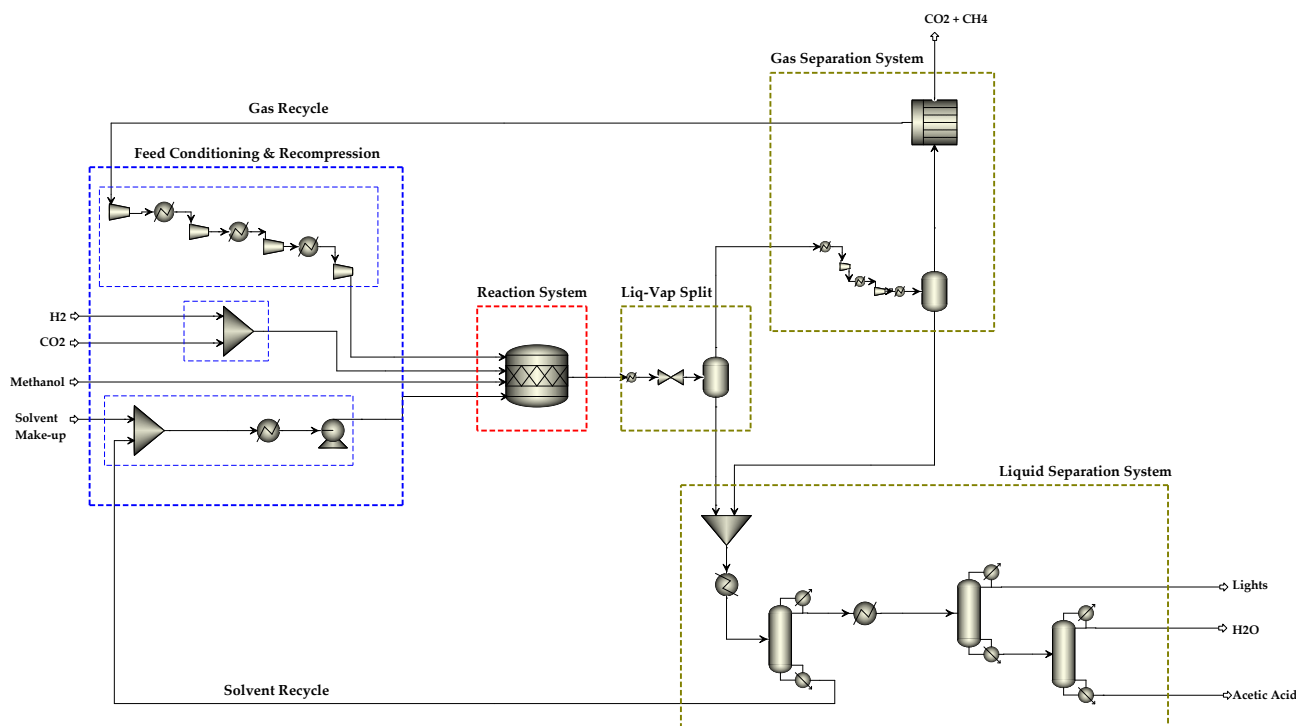 CO2 + CH4
Gas Separation System
Gas Recycle
Feed Conditioning & Recompression
Reaction System
Liq-Vap Split
H2
CO2
Methanol
Solvent
Make-up
Liquid Separation System
Lights
H2O
Solvent Recycle
Acetic Acid